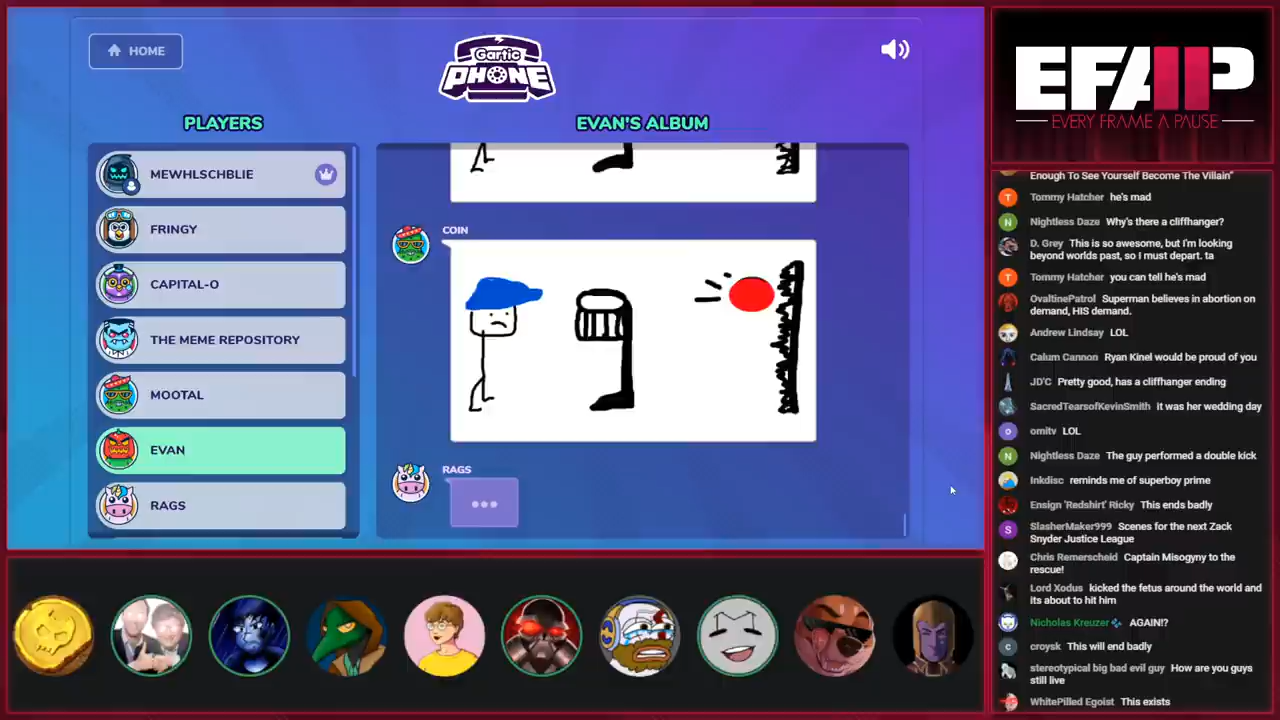 HOME
Gartic
PHONE
PLAYERS
EVAN'S ALBUM
MEWHLSCHBLIE
FRINGY
CAPITAL-O
THE MEME REPOSITORY
MOOTAL
EVAN
RAGS
COIN
RAGS
EFAP
EVERY FRAME A PAUSE
Enough To See Yourself Become The Villain"
T Tommy Hatcher he's mad
N Nightless Daze Why's there a cliffhanger?
D. Grey This is so awesome, but I'm looking
beyond worlds past, so I must depart. ta
T Tommy Hatcher you can tell he's mad
OvaltinePatrol Superman believes in abortion on
demand, HIS demand.
Andrew Lindsay LOL
Calum Cannon Ryan Kinel would be proud of you
JD'C Pretty good, has a cliffhanger ending
SacredTearsofKevinSmith it was her wedding day
o omitv LOL
N Nightless Daze The guy performed a double kick
Inkdisc reminds me of superboy prime
Ensign 'Redshirt' Ricky This ends badly
S SlasherMaker999 Scenes for the next Zack
Snyder Justice League
Chris Remerscheid Captain Misogyny to the
rescue!
Lord Xodus kicked the fetus around the world and
its about to hit him
Nicholas Kreuzer AGAIN!?
c croysk This will end badly
stereotypical big bad evil guy How are you guys
still live
WhitePilled Egoist This exists